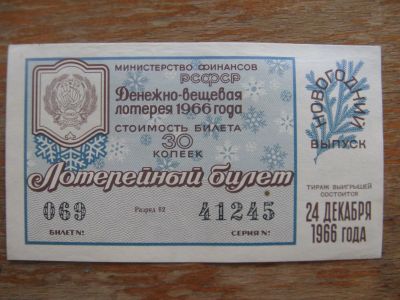 МИНИСТЕРСТВО ФИНАНСОВ
РСФСР
Денежно-вещевая
лотерея 1966 года
СТОИМОСТЬ БИЛЕТА
30
КОПЕЕК
Лотерейный билет
069
Разряд 82
41245
БИЛЕТ №
СЕРИЯ №
НОВОГОДНИЙ
ВЫПУСК
ТИРАЖ ВЫИГРЫШЕЙ
СОСТОИТСЯ
24 ДЕКАБРЯ
1966 ГОДА